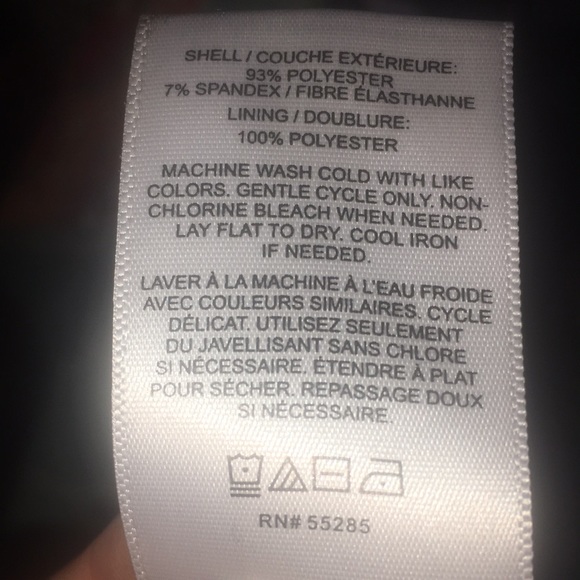 SHELL / COUCHE EXTÉRIEURE:
93% POLYESTER
7% SPANDEX / FIBRE ÉLASTHANNE
LINING / DOUBLURE:
100% POLYESTER
MACHINE WASH COLD WITH LIKE
COLORS. GENTLE CYCLE ONLY. NON-
CHLORINE BLEACH WHEN NEEDED.
LAY FLAT TO DRY. COOL IRON
IF NEEDED.
LAVER À LA MACHINE À L'EAU FROIDE
AVEC COULEURS SIMILAIRES. CYCLE
DÉLICAT. UTILISEZ SEULEMENT
DU JAVELLISANT SANS CHLORE
SI NÉCESSAIRE. ÉTENDRE À PLAT
POUR SÉCHER. REPASSAGE DOUX
SI NÉCESSAIRE.
RN# 55285